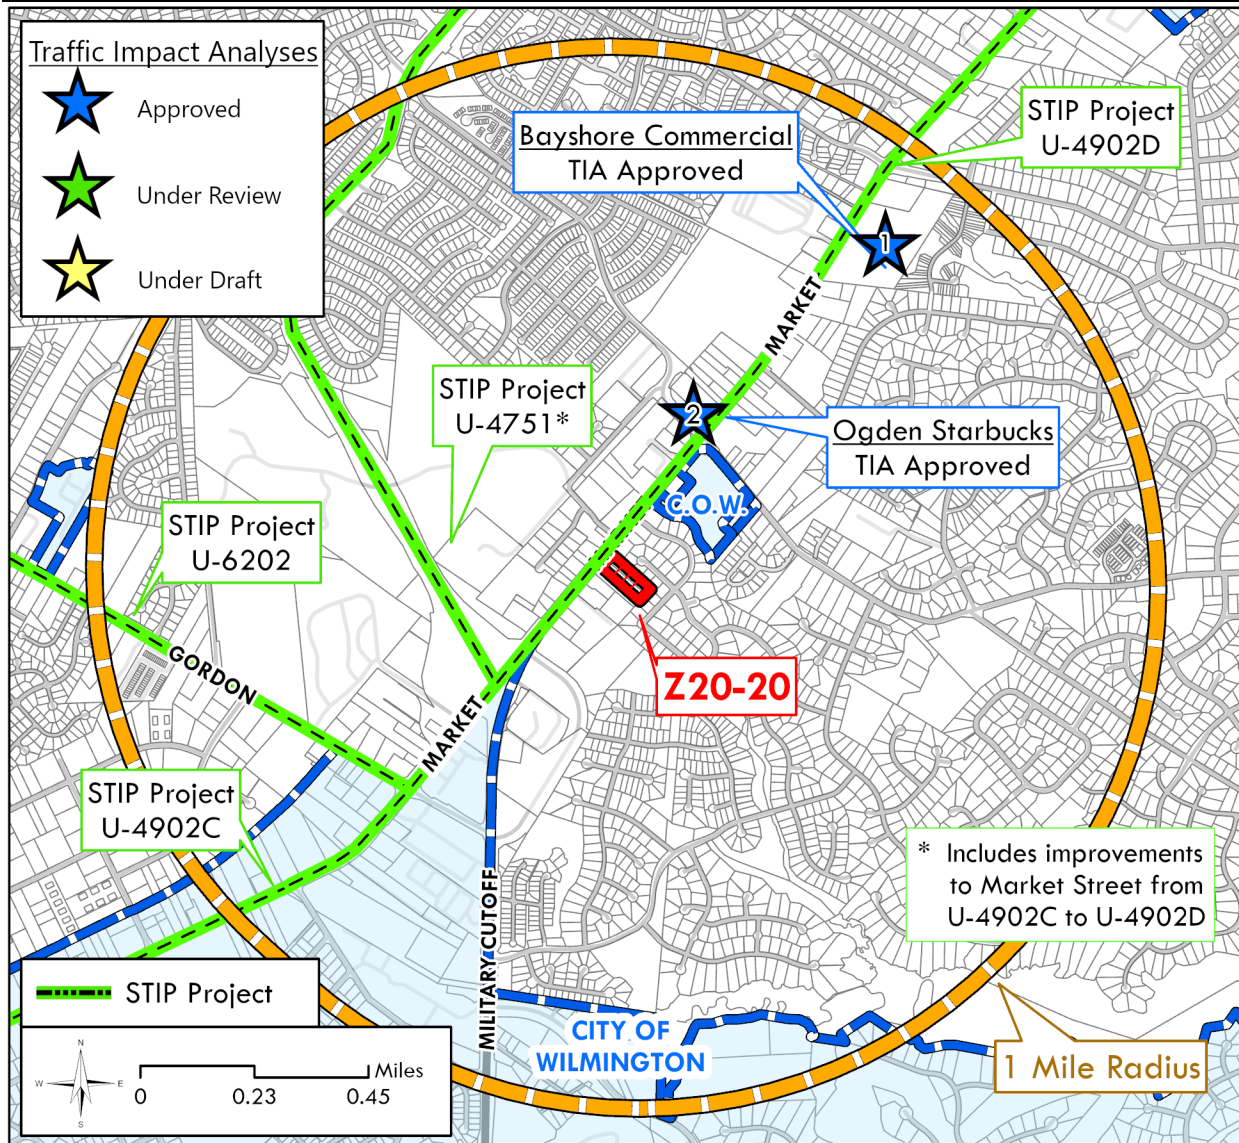 Traffic Impact Analyses
Approved
Under Review
Under Draft
Bayshore Commercial
TIA Approved
STIP Project
U-4902D
1
MARKET
STIP Project
U-4751*
2
Ogden Starbucks
TIA Approved
C.O.W.
STIP Project
U-6202
GORDON
Z20-20
MARKET
STIP Project
U-4902C
* Includes improvements
to Market Street from
U-4902C to U-4902D
MILITARY CUTOFF
STIP Project
CITY OF
WILMINGTON
1 Mile Radius
N
W E
S
Miles
0 0.23 0.45